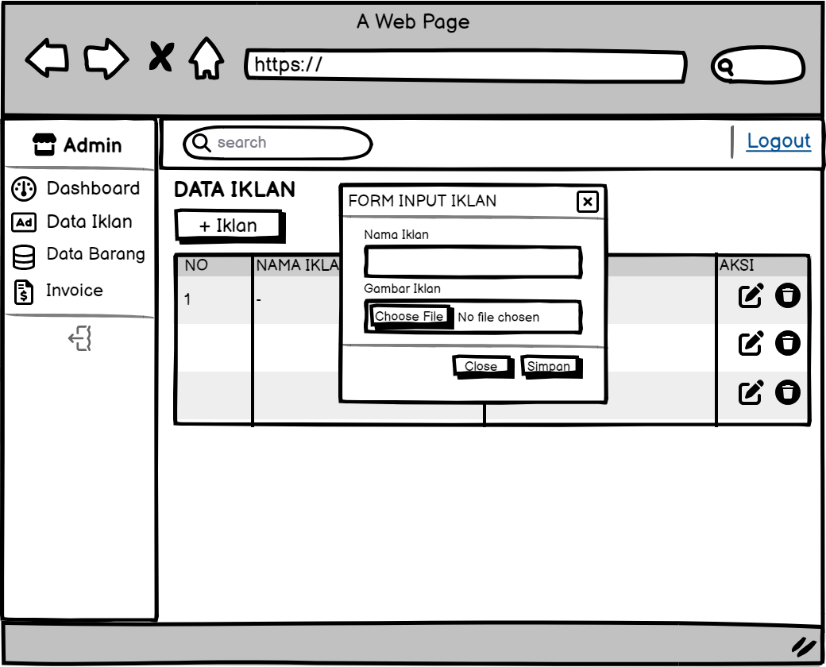 A Web Page
https://
Admin
search
Logout
Dashboard
Ad Data Iklan
Data Barang
Invoice
DATA IKLAN
+ Iklan
NO NAMA IKLA AKSI
1 -
FORM INPUT IKLAN
Nama Iklan
Gambar Iklan
Choose File No file chosen
Close Simpan